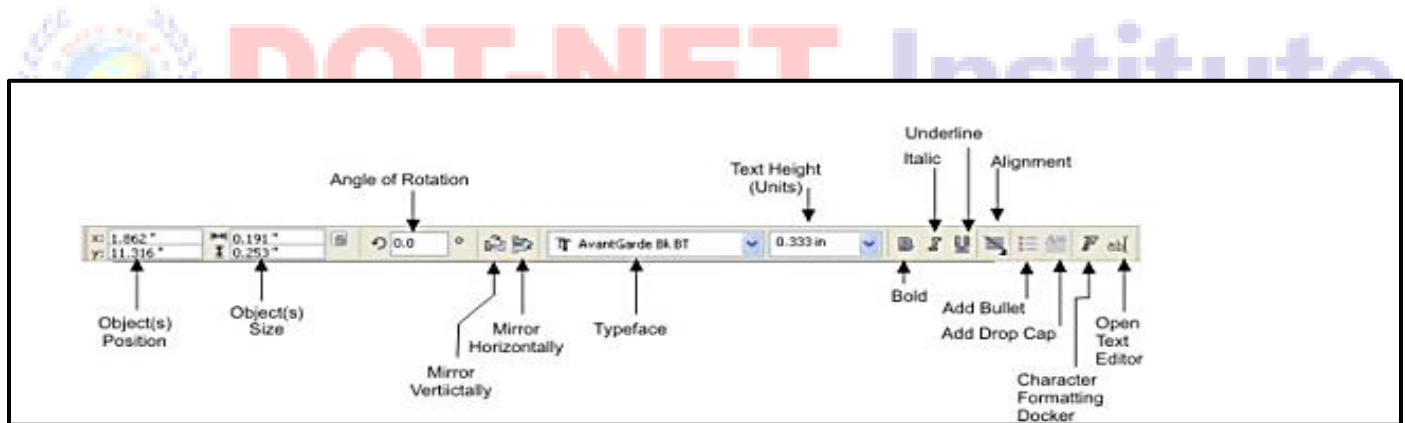 DOT-NET Institute
Underline
Italic
Alignment
Text Height
(Units)
Angle of Rotation
x: 1.862 "
0.191 "
0.0
°
AvantGarde Bk BT
0.333 in
B
I
U
F
ab
y: 11.316 "
0.253 "
Bold
Add Bullet
Add Drop Cap
Open
Text
Editor
Object(s)
Position
Object(s)
Size
Mirror
Horizontally
Typeface
Mirror
Vertiictally
Character
Formatting
Docker